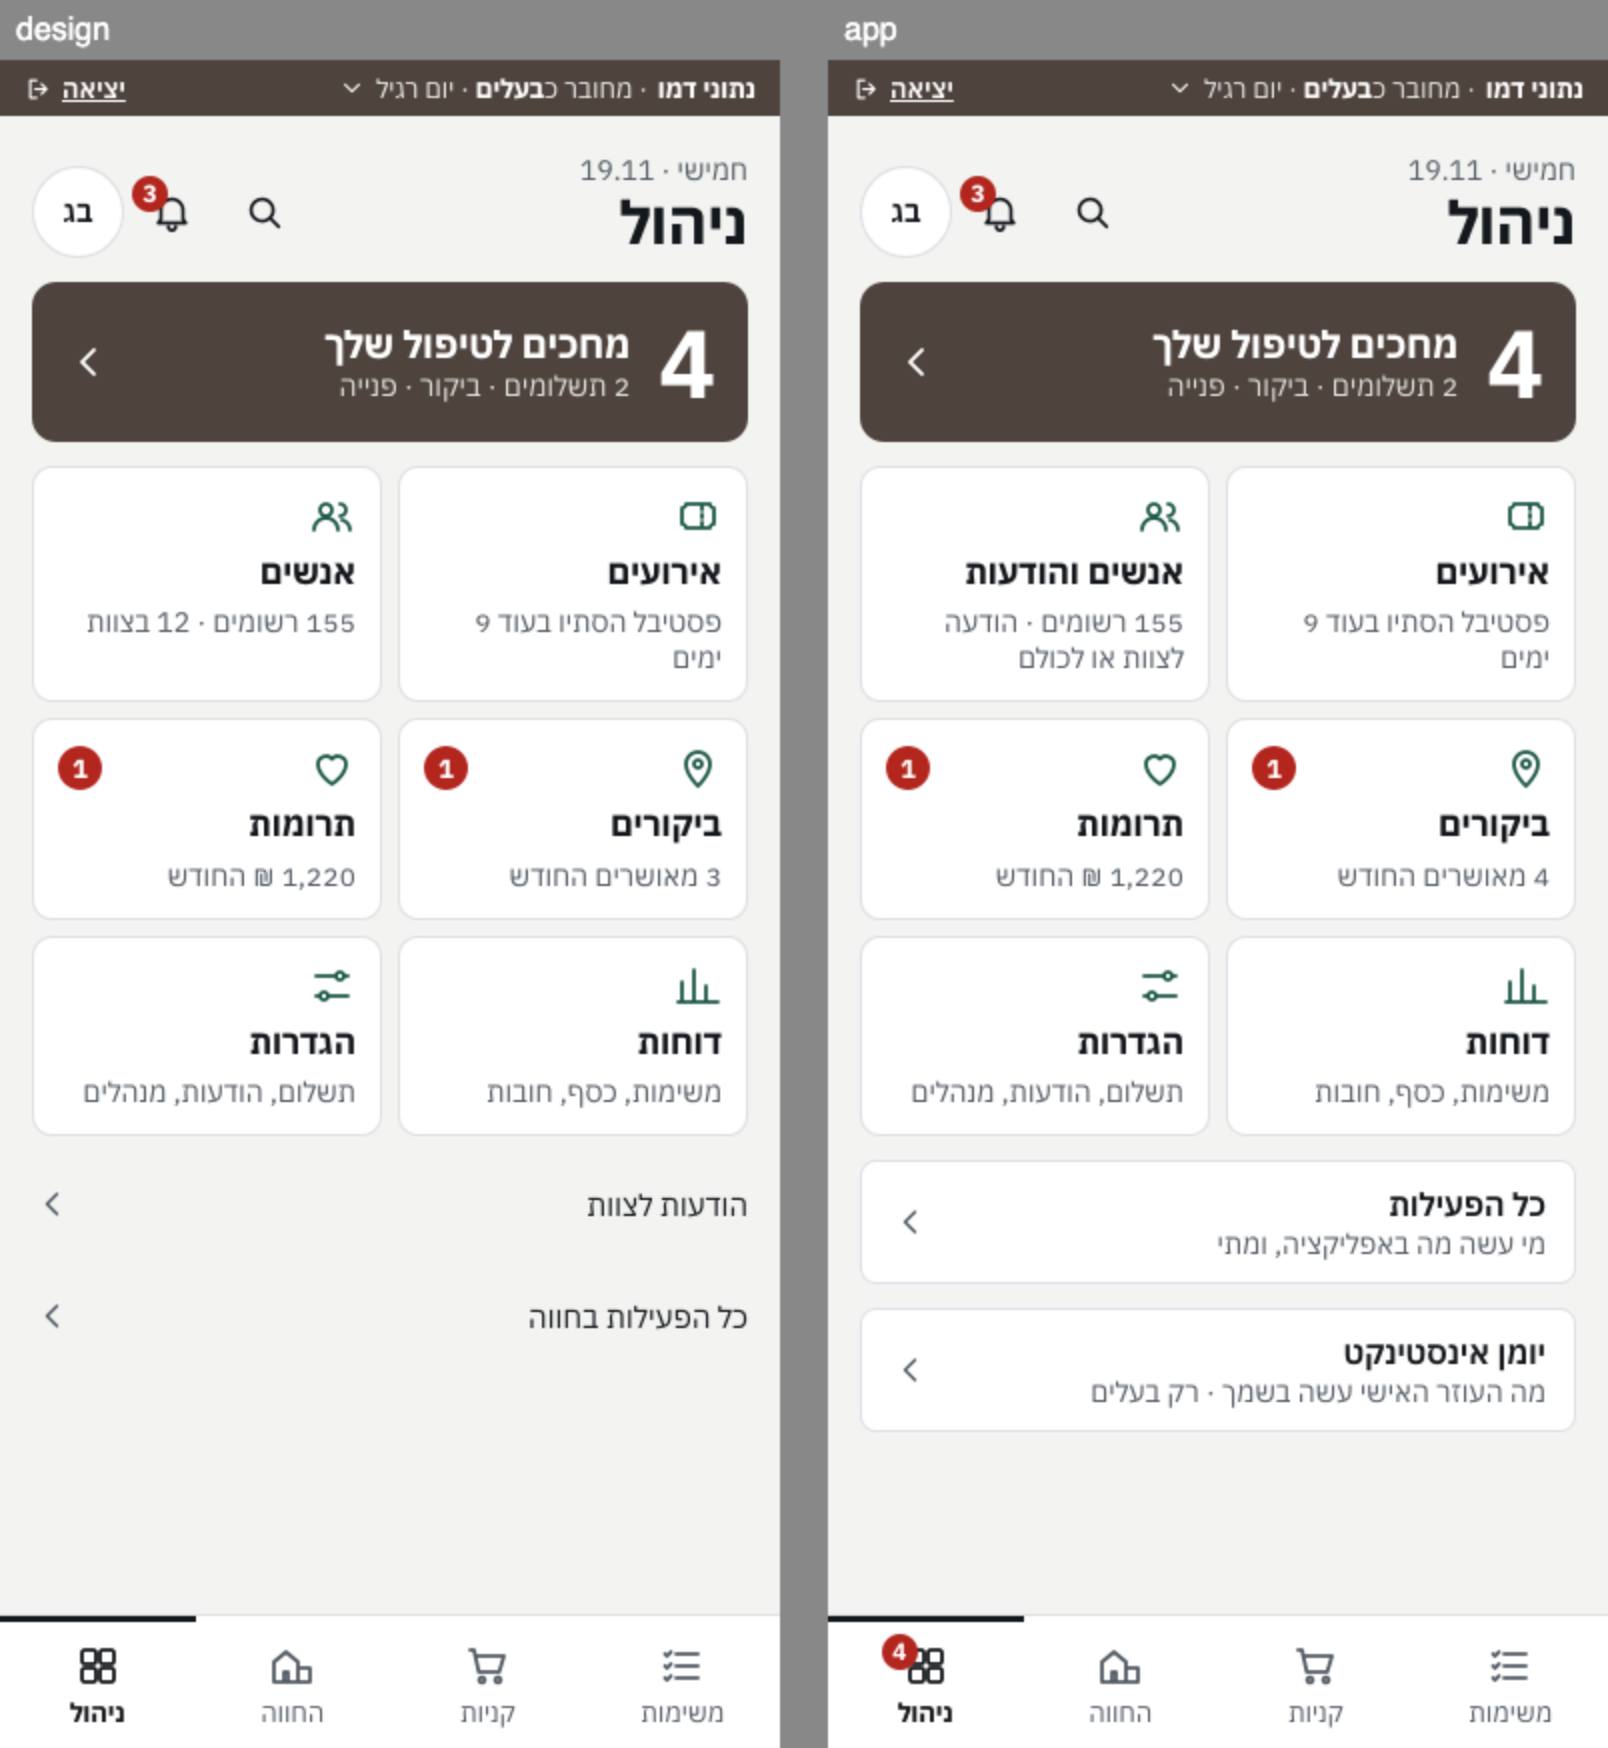 design
נתוני דמו · מחובר כבעלים · יום רגיל
יציאה
חמישי · 19.11
ניהול
3
בג
4
מחכים לטיפול שלך
2 תשלומים · ביקור · פנייה
אירועים
פסטיבל הסתיו בעוד 9
ימים
אנשים
155 רשומים · 12 בצוות
1
ביקורים
3 מאושרים החודש
1
תרומות
1,220 ₪ החודש
דוחות
משימות, כסף, חובות
הגדרות
תשלום, הודעות, מנהלים
הודעות לצוות
כל הפעילות בחווה
משימות
קניות
החווה
ניהול
app
נתוני דמו · מחובר כבעלים · יום רגיל
יציאה
חמישי · 19.11
ניהול
3
בג
4
מחכים לטיפול שלך
2 תשלומים · ביקור · פנייה
אירועים
פסטיבל הסתיו בעוד 9
ימים
אנשים והודעות
155 רשומים · הודעה
לצוות או לכולם
1
ביקורים
4 מאושרים החודש
1
תרומות
1,220 ₪ החודש
דוחות
משימות, כסף, חובות
הגדרות
תשלום, הודעות, מנהלים
כל הפעילות
מי עשה מה באפליקציה, ומתי
יומן אינסטינקט
מה העוזר האישי עשה בשמך · רק בעלים
משימות
קניות
החווה
4
ניהול